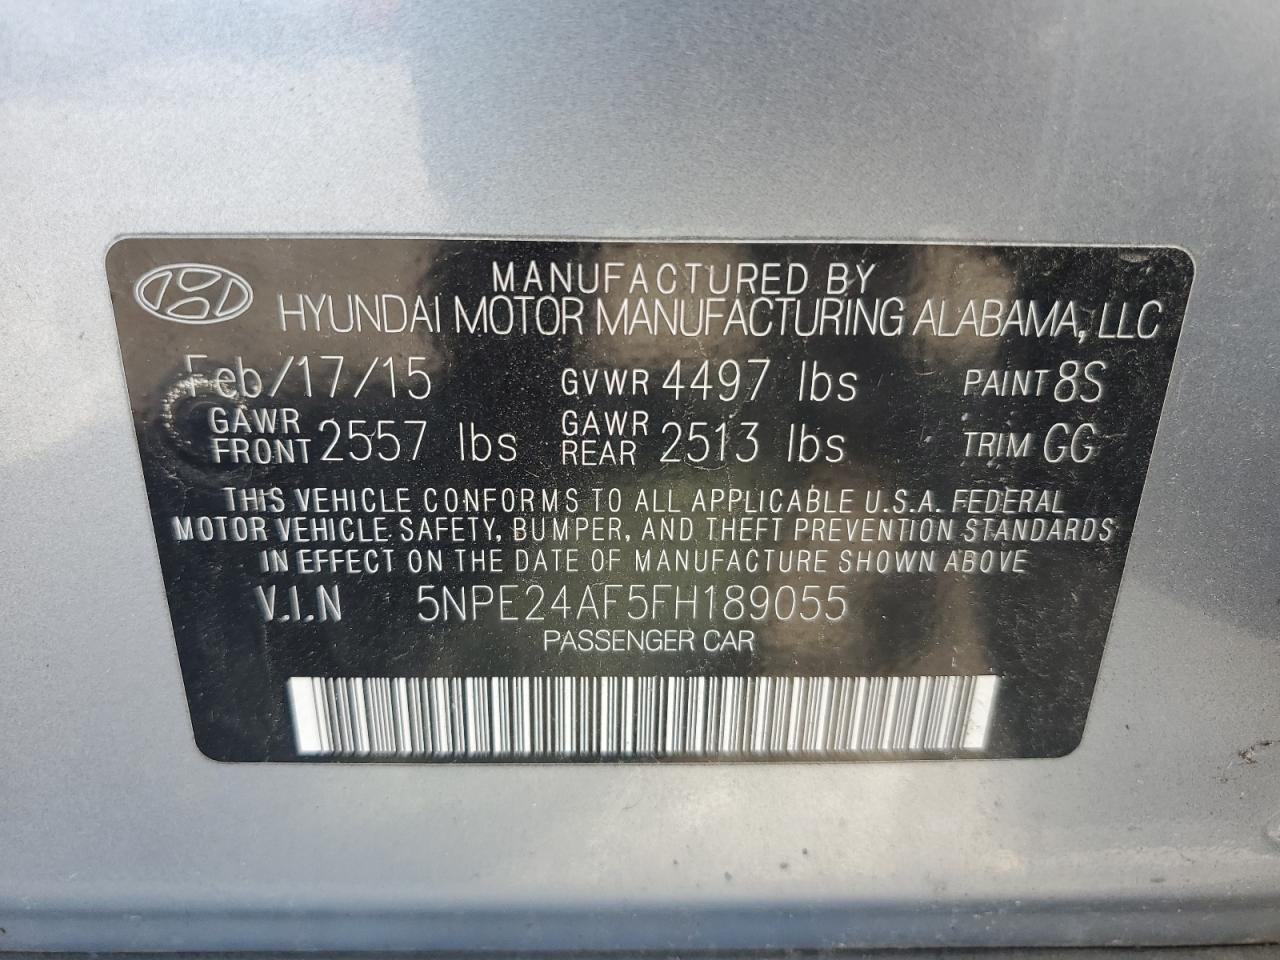 MANUFACTURED BY
HYUNDAI MOTOR MANUFACTURING ALABAMA, LLC
Feb/17/15 GVWR 4497 lbs PAINT 8S
GAWR FRONT 2557 lbs GAWR REAR 2513 lbs TRIM GG
THIS VEHICLE CONFORMS TO ALL APPLICABLE U.S.A. FEDERAL
MOTOR VEHICLE SAFETY, BUMPER, AND THEFT PREVENTION STANDARDS
IN EFFECT ON THE DATE OF MANUFACTURE SHOWN ABOVE
V.I.N 5NPE24AF5FH189055
PASSENGER CAR